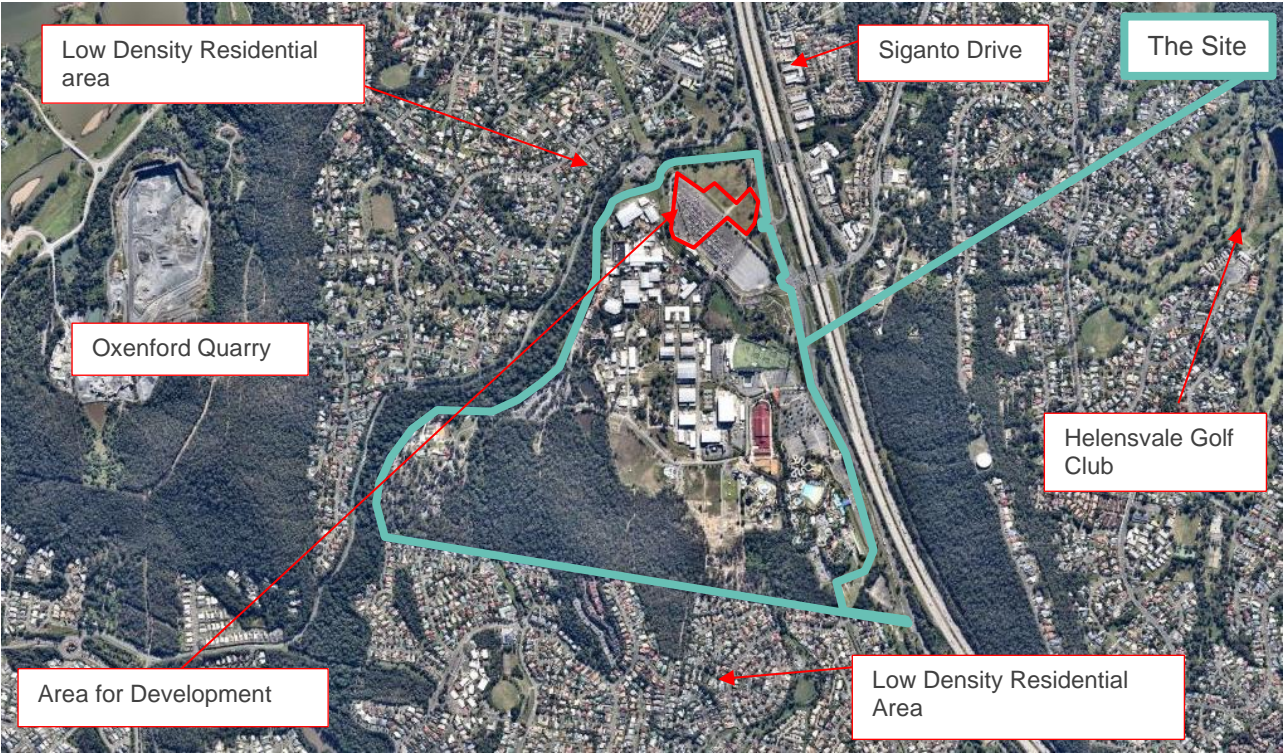 Low Density Residential
area
Siganto Drive
The Site
Oxenford Quarry
Helensvale Golf
Club
Area for Development
Low Density Residential
Area